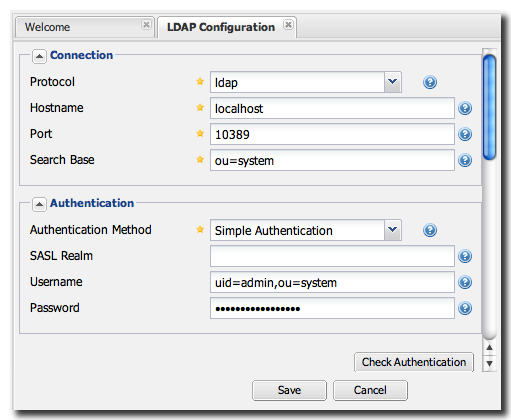 Welcome
LDAP Configuration
Connection
Protocol ldap
Hostname localhost
Port 10389
Search Base ou=system
Authentication
Authentication Method Simple Authentication
SASL Realm
Username uid=admin,ou=system
Password •••••••••••••••••
Check Authentication
Save Cancel